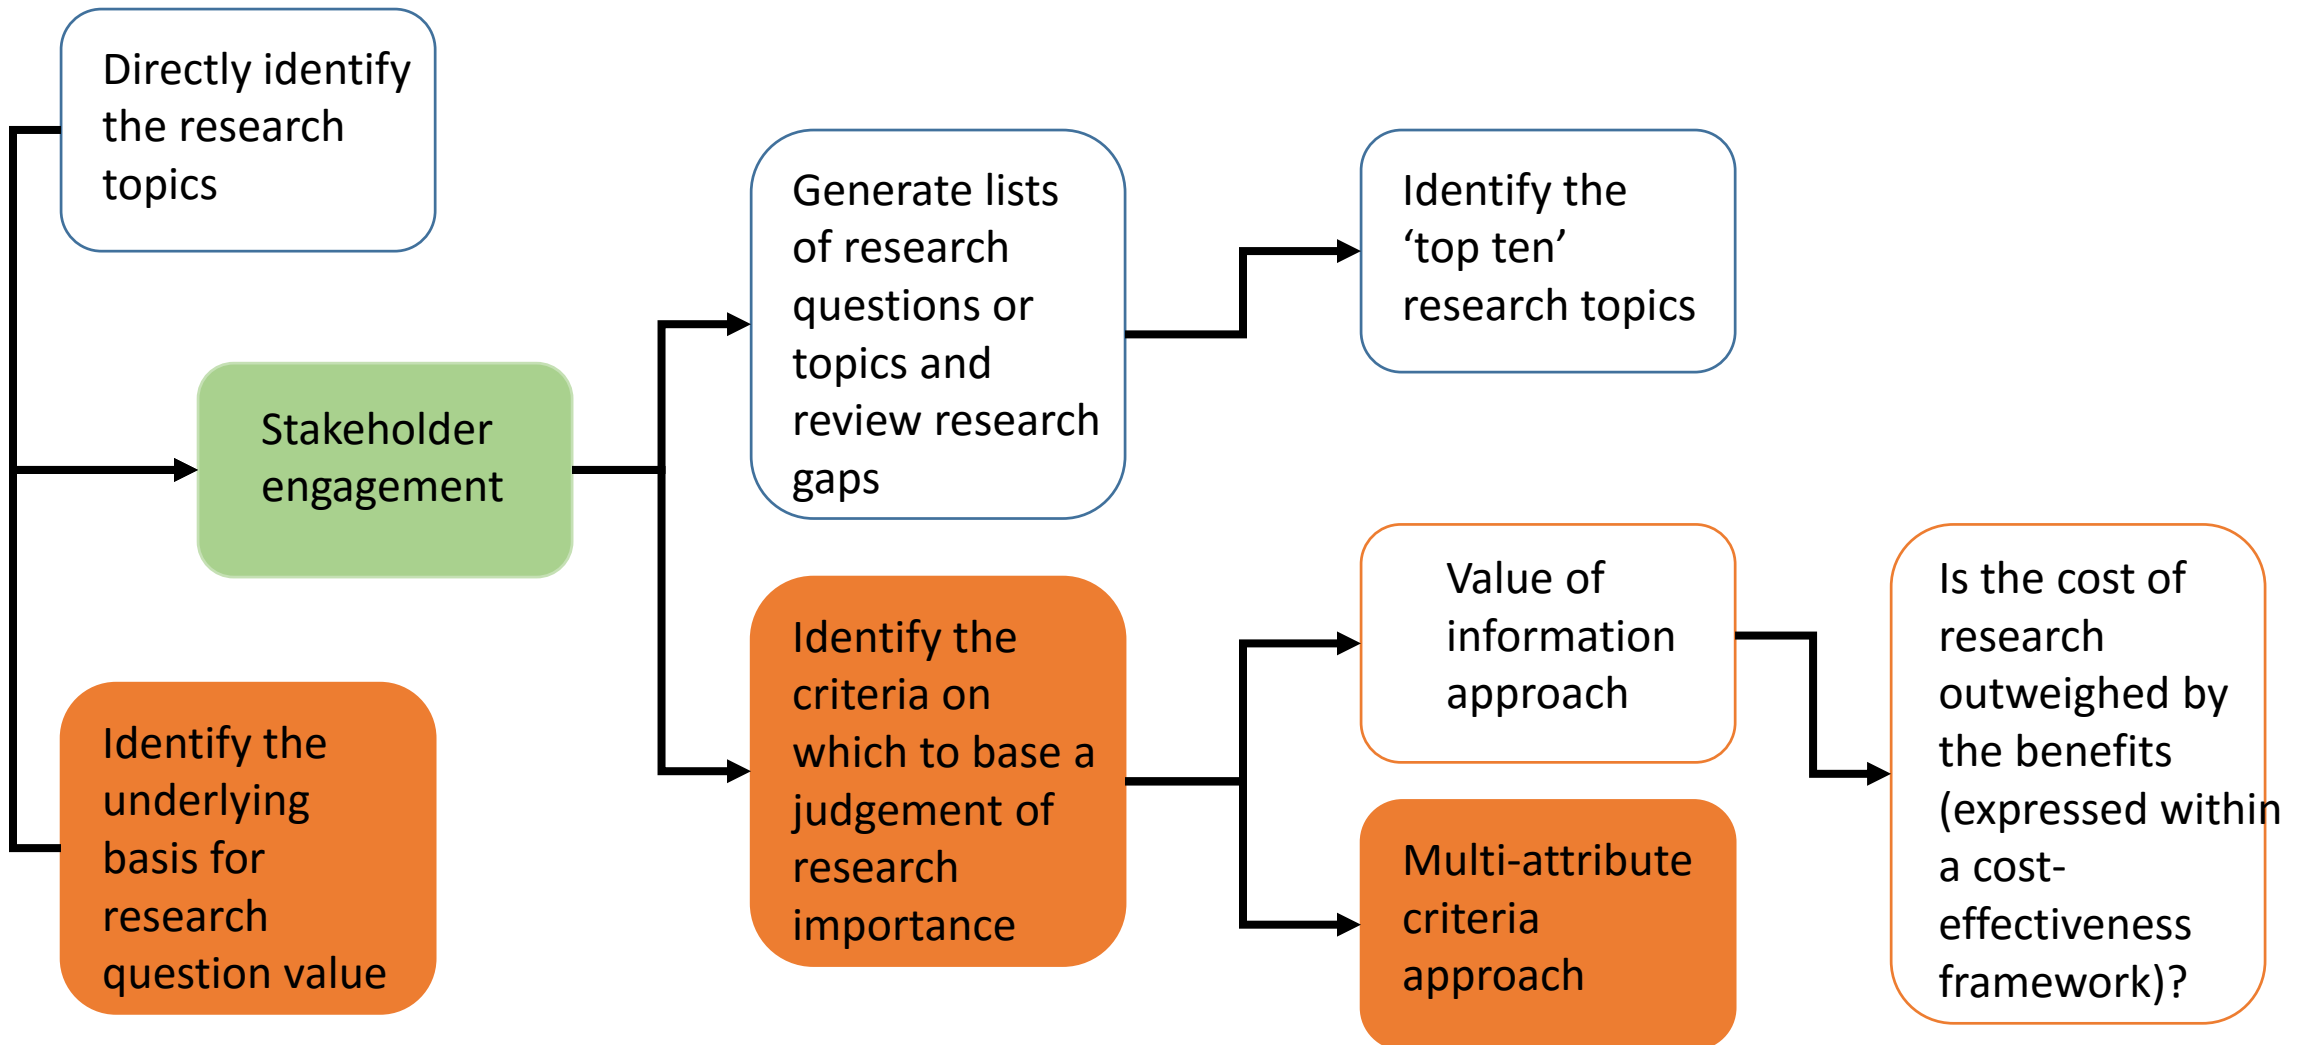 Directly identify
the research
topics
Stakeholder
engagement
Identify the
underlying
basis for
research
question value
Generate lists
of research
questions or
topics and
review research
gaps
Identify the
criteria on
which to base a
judgement of
research
importance
Identify the
‘top ten’
research topics
Value of
information
approach
Multi-attribute
criteria
approach
Is the cost of
research
outweighed by
the benefits
(expressed within
a cost-
effectiveness
framework)?